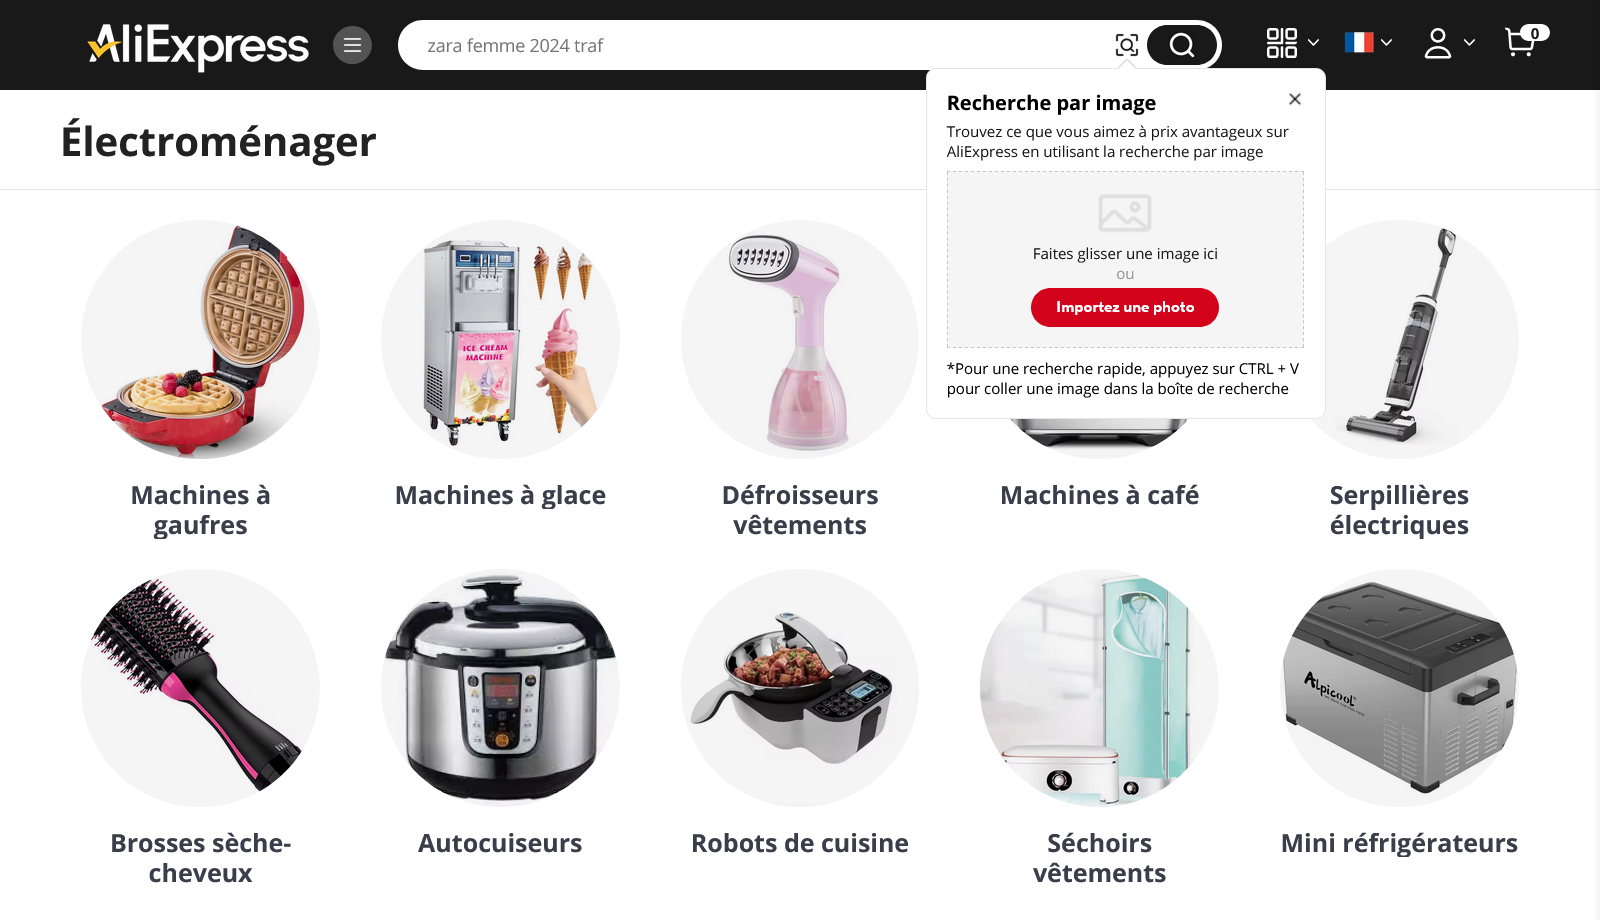 AliExpress
zara femme 2024 traf
0
Recherche par image
Trouvez ce que vous aimez à prix avantageux sur
AliExpress en utilisant la recherche par image
Faites glisser une image ici
ou
Importez une photo
*Pour une recherche rapide, appuyez sur CTRL + V
pour coller une image dans la boîte de recherche
Électroménager
ICE CREAM
MACHINE
Machines à
gaufres
Machines à glace
Défroisseurs
vêtements
Machines à café
Serpillières
électriques
Alpicool
Brosses sèche-
cheveux
Autocuiseurs
Robots de cuisine
Séchoirs
vêtements
Mini réfrigérateurs